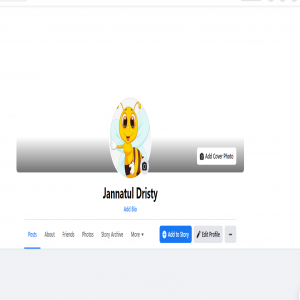 Add Cover Photo
Jannatul Dristy
Add Bio
Posts About Friends Photos Story Archive More Add to Story Edit Profile